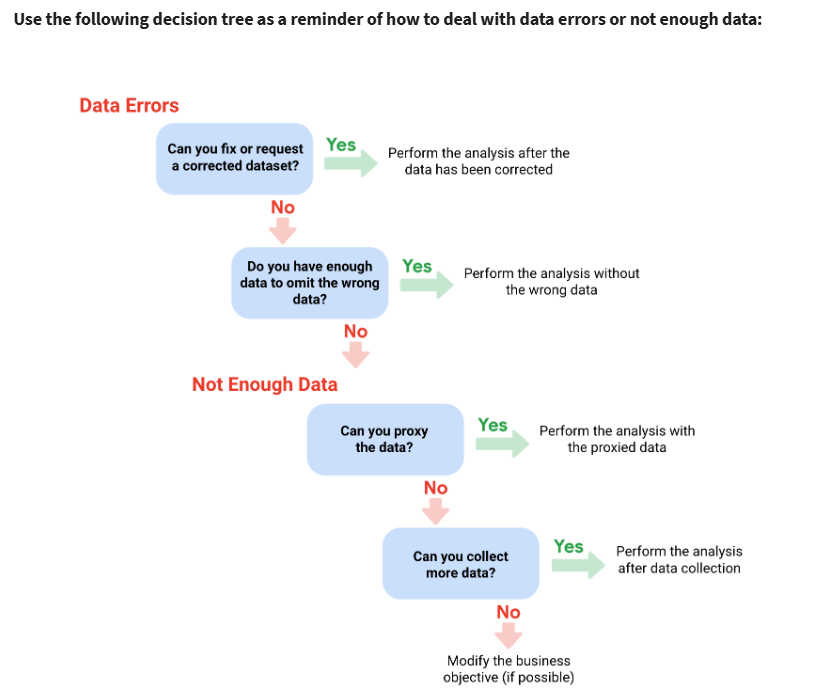 Use the following decision tree as a reminder of how to deal with data errors or not enough data:
Data Errors
Can you fix or request
a corrected dataset?
Yes
Perform the analysis after the
data has been corrected
No
Do you have enough
data to omit the wrong
data?
Yes
Perform the analysis without
the wrong data
No
Not Enough Data
Can you proxy
the data?
Yes
Perform the analysis with
the proxied data
No
Can you collect
more data?
Yes
Perform the analysis
after data collection
No
Modify the business
objective (if possible)